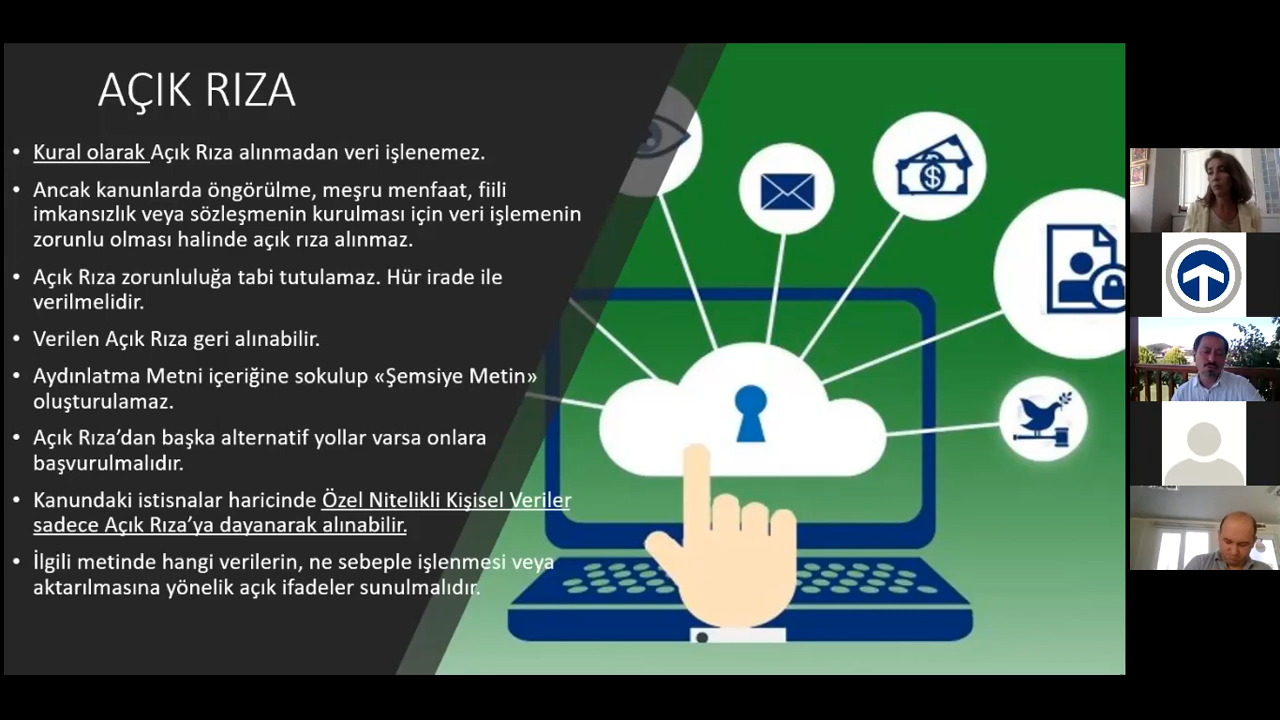 AÇIK RIZA
• Kural olarak Açık Rıza alınmadan veri işlenemez.
• Ancak kanunlarda öngörülme, meşru menfaat, fiili
imkansızlık veya sözleşmenin kurulması için veri işlemenin
zorunlu olması halinde açık rıza alınmaz.
• Açık Rıza zorunluluğa tabi tutulamaz. Hür irade ile
verilmelidir.
• Verilen Açık Rıza geri alınabilir.
• Aydınlatma Metni içeriğine sokulup «Şemsiye Metin»
oluşturulamaz.
• Açık Rıza’dan başka alternatif yollar varsa onlara
başvurulmalıdır.
• Kanundaki istisnalar haricinde Özel Nitelikli Kişisel Veriler
sadece Açık Rıza’ya dayanarak alınabilir.
• İlgili metinde hangi verilerin, ne sebeple işlenmesi veya
aktarılmasına yönelik açık ifadeler sunulmalıdır.
$